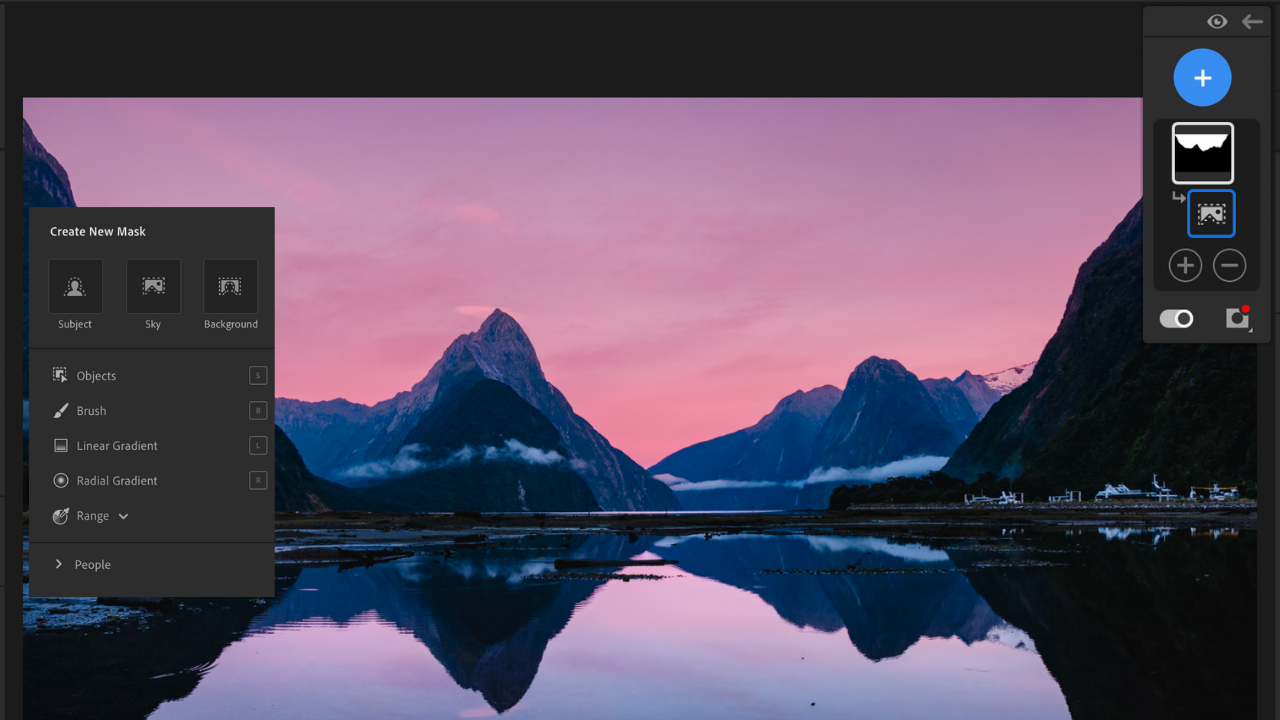 Create New Mask
Subject Sky Background
Objects S
Brush B
Linear Gradient L
Radial Gradient R
Range
People